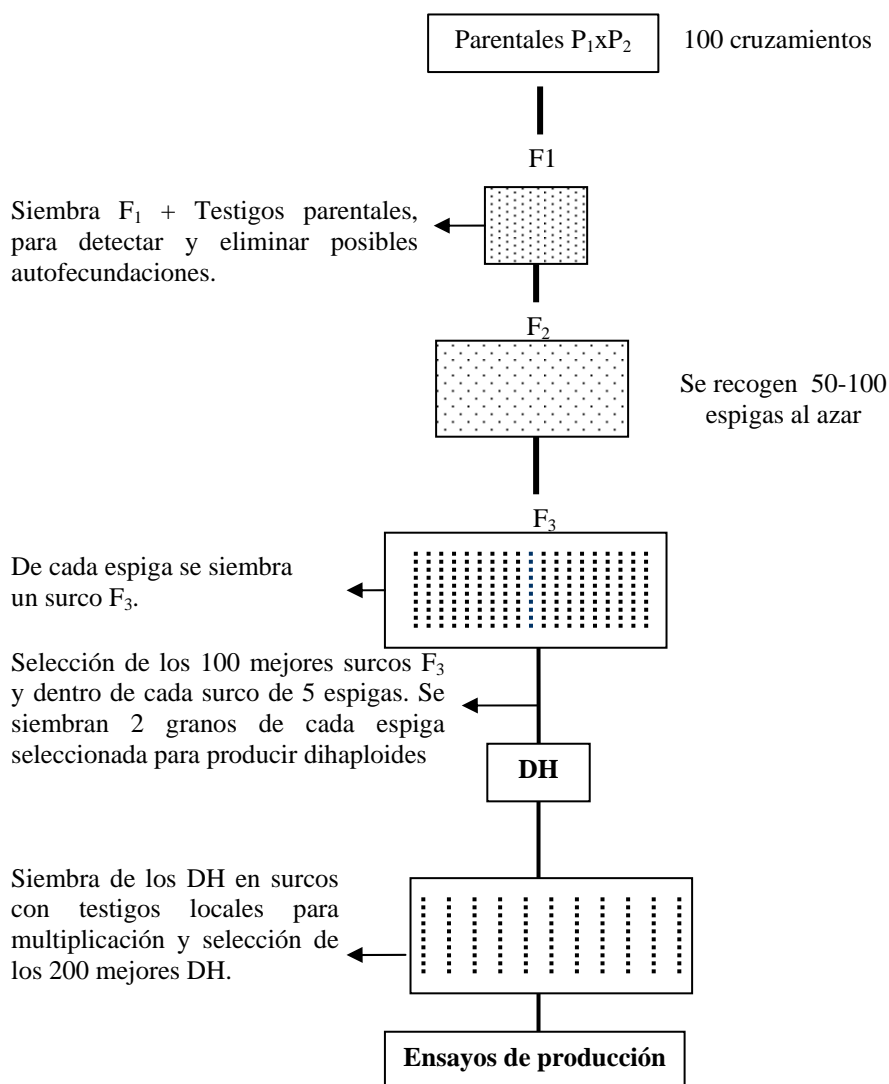 Parentales P₁xP₂
100 cruzamientos
F1
Siembra F₁ + Testigos parentales,
para detectar y eliminar posibles
autofecundaciones.
F₂
Se recogen 50-100
espigas al azar
F₃
De cada espiga se siembra
un surco F₃.
Selección de los 100 mejores surcos F₃
y dentro de cada surco de 5 espigas. Se
siembran 2 granos de cada espiga
seleccionada para producir dihaploides
DH
Siembra de los DH en surcos
con testigos locales para
multiplicación y selección de
los 200 mejores DH.
Ensayos de producción